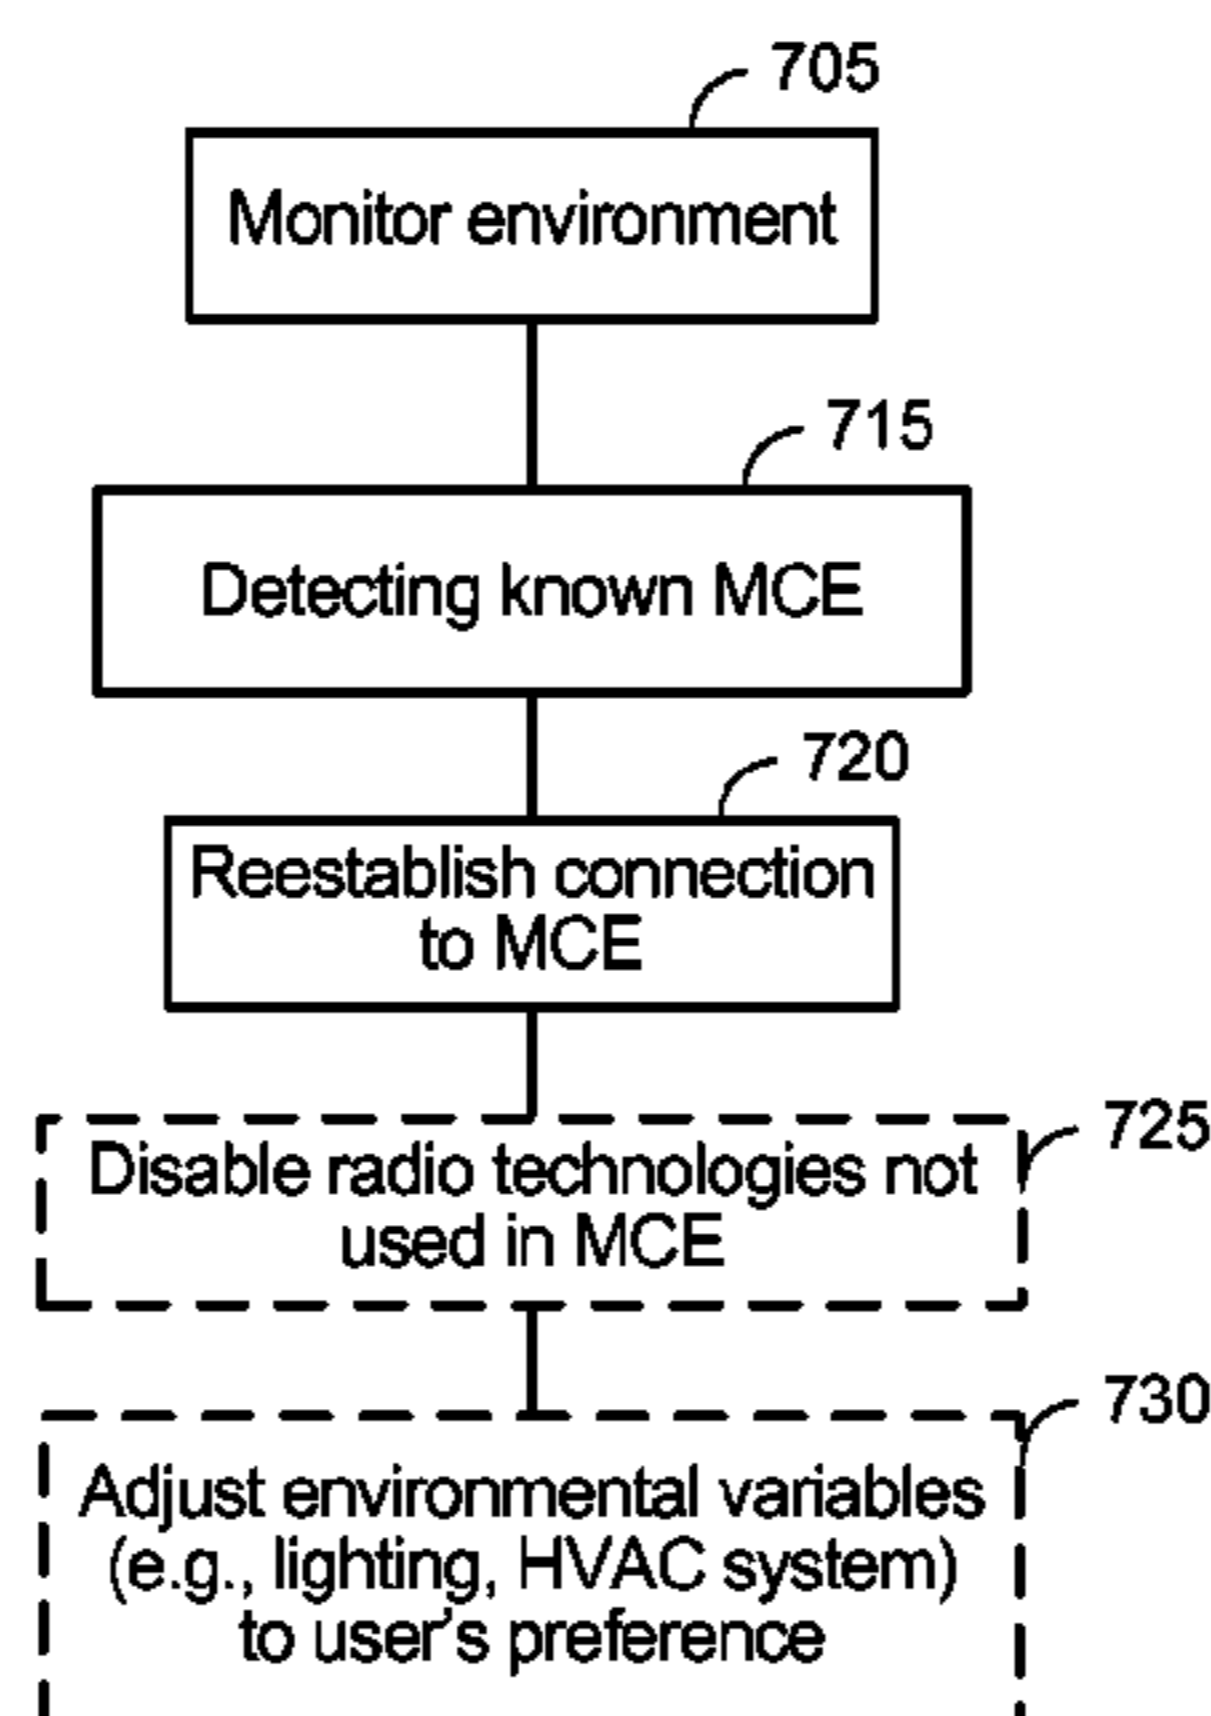 705
Monitor environment
715
Detecting known MCE
720
Reestablish connection
to MCE
725
Disable radio technologies not
used in MCE
730
Adjust environmental variables
(e.g., lighting, HVAC system)
to user's preference